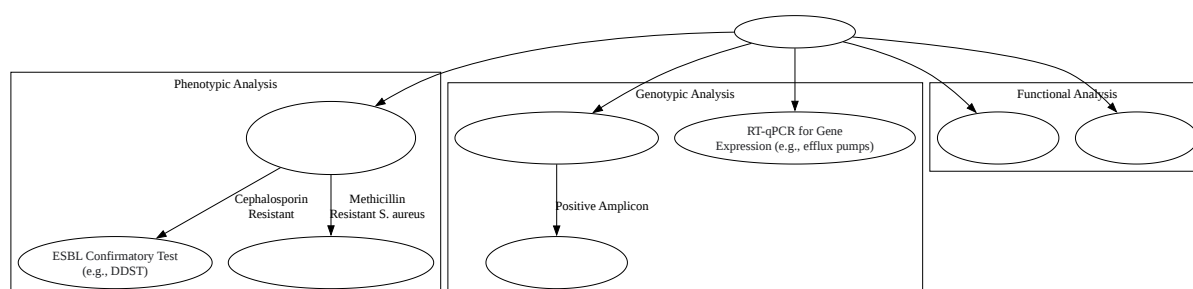 Phenotypic Analysis
Genotypic Analysis
Functional Analysis
RT-qPCR for Gene
Expression (e.g., efflux pumps)
Cephalosporin
Resistant
Methicillin
Resistant S. aureus
Positive Amplicon
ESBL Confirmatory Test
(e.g., DDST)